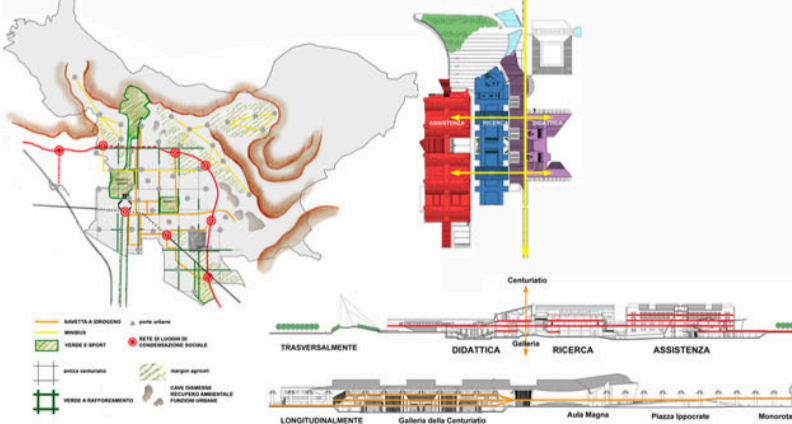 ASSISTENZA
RICERCA
DIDATTICA
NAVETTA A IDROGENO
MINIBUS
VERDE E SPORT
antica centuriatio
VERDE A RAFFORZAMENTO
porte urbane
RETE DI LUOGHI DI
CONDENSAZIONE SOCIALE
margini agricoli
CAVE DISMESSE
RECUPERO AMBIENTALE
FUNZIONI URBANE
Centuriatio
TRASVERSALMENTE
DIDATTICA
Galleria
RICERCA
ASSISTENZA
LONGITUDINALMENTE
Galleria della Centuriatio
Aula Magna
Piazza Ippocrate
Monorota